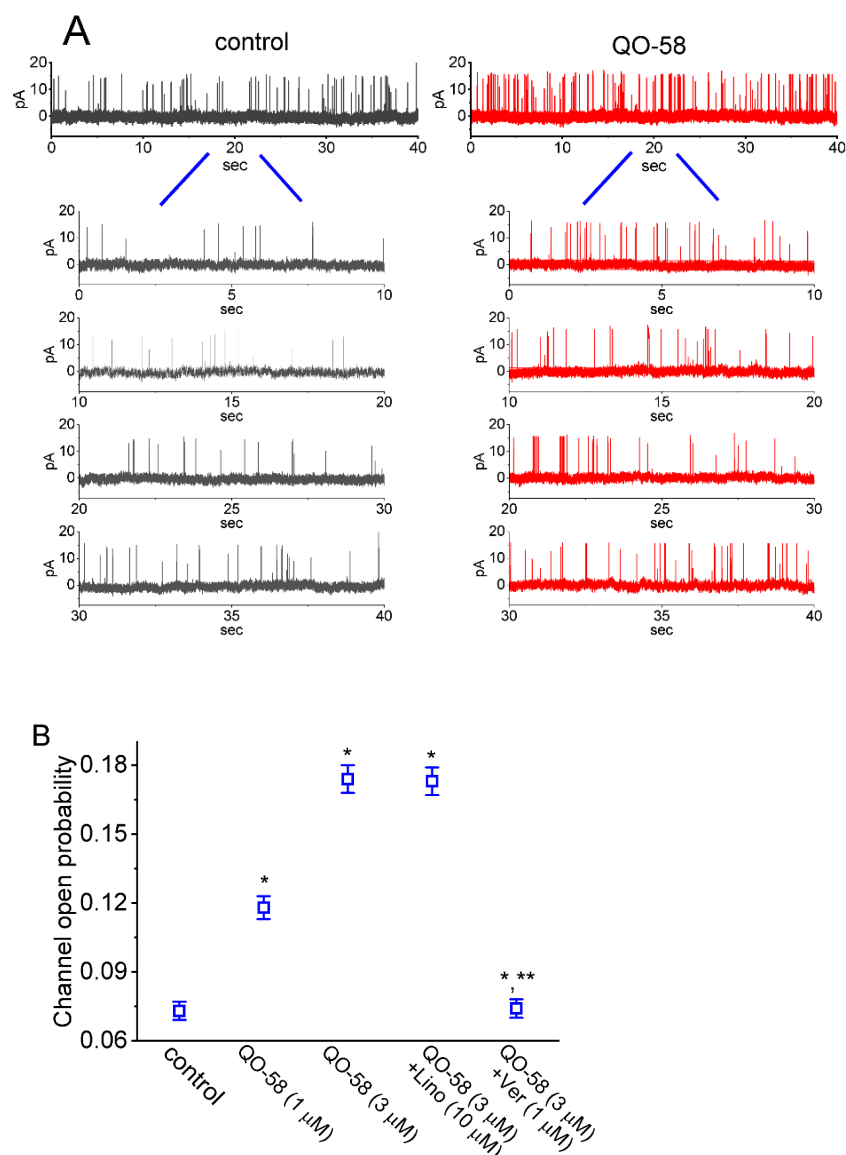 A
control
QO-58
20
10
0
pA
0 10 20 30 40
sec
20
10
0
pA
0 10 20 30 40
sec
20
0
pA
0 5 10
sec
20
0
pA
0 5 10
sec
20
10
0
pA
10 15 20
sec
20
10
0
pA
10 15 20
sec
20
10
0
pA
20 25 30
sec
20
10
0
pA
20 25 30
sec
20
10
0
pA
30 35 40
sec
20
10
0
pA
30 35 40
sec
B
Channel open probability
0.18
0.15
0.12
0.09
0.06
*
*
*
*,**
control
QO-58 (1 μM)
QO-58 (3 μM)
QO-58 (3 μM)
+Lino (10 μM)
QO-58 (3 μM)
+Ver (1 μM)